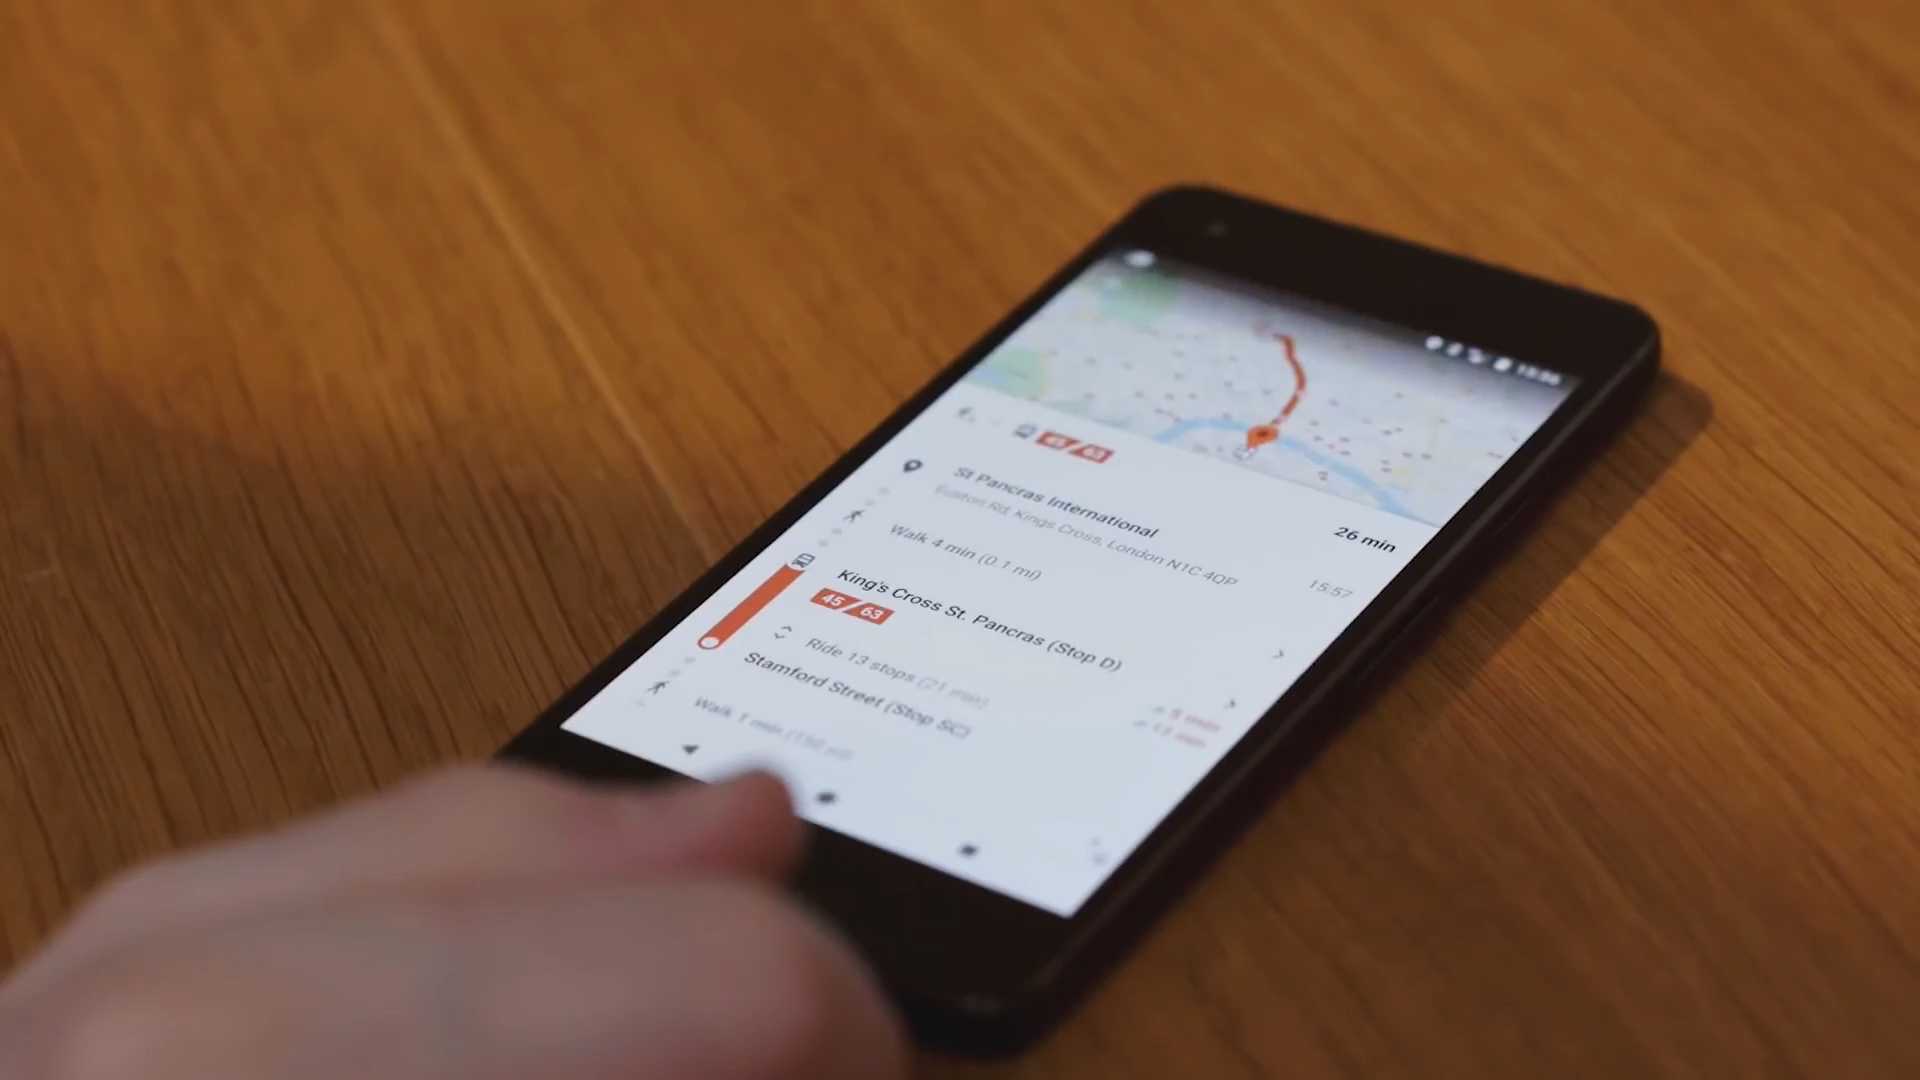 45 / 63
26 min
St Pancras International
Euston Rd, Kings Cross, London N1C 4QP
15:57
Walk 4 min (0.1 mi)
King's Cross St. Pancras (Stop D)
45 / 63
Ride 13 stops (21 min)
Stamford Street (Stop SC)
Walk 1 min